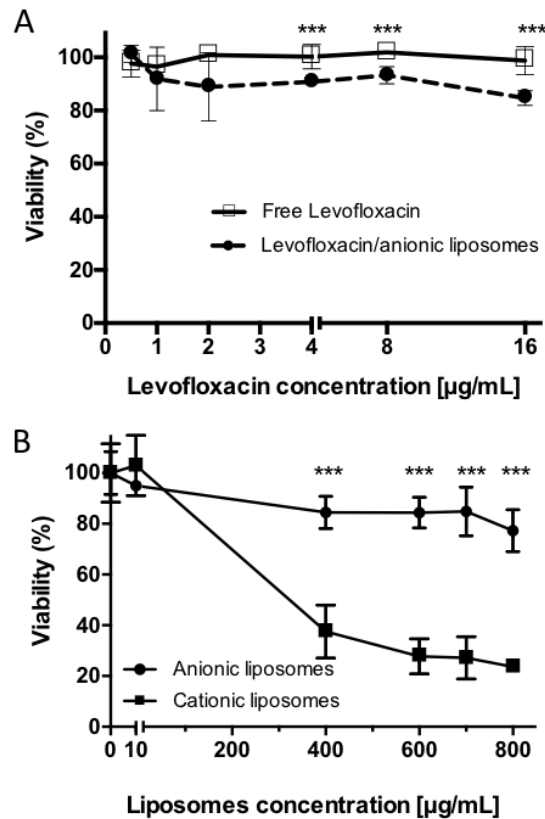 A
*** *** ***
100
80
60
40
20
0
Viability (%)
Free Levofloxacin
Levofloxacin/anionic liposomes
0 1 2 3 4 8 16
Levofloxacin concentration [µg/mL]
B
*** *** *** ***
100
80
60
40
20
0
Viability (%)
Anionic liposomes
Cationic liposomes
0 10 200 400 600 800
Liposomes concentration [µg/mL]